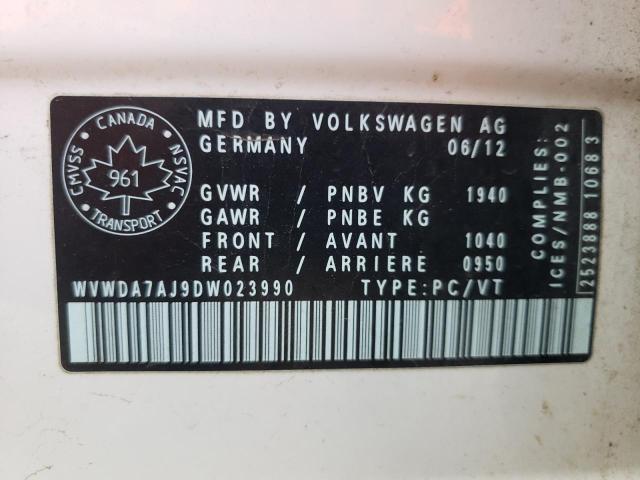 CANADA
CMVSS
NSVAC
961
TRANSPORT
MFD BY VOLKSWAGEN AG
GERMANY 06/12
GVWR / PNBV KG 1940
GAWR / PNBE KG
FRONT / AVANT 1040
REAR / ARRIERE 0950
WVWDA7AJ9DW023990 TYPE:PC/VT
COMPLIES:
ICES/NMB-002
2523888 1068 3